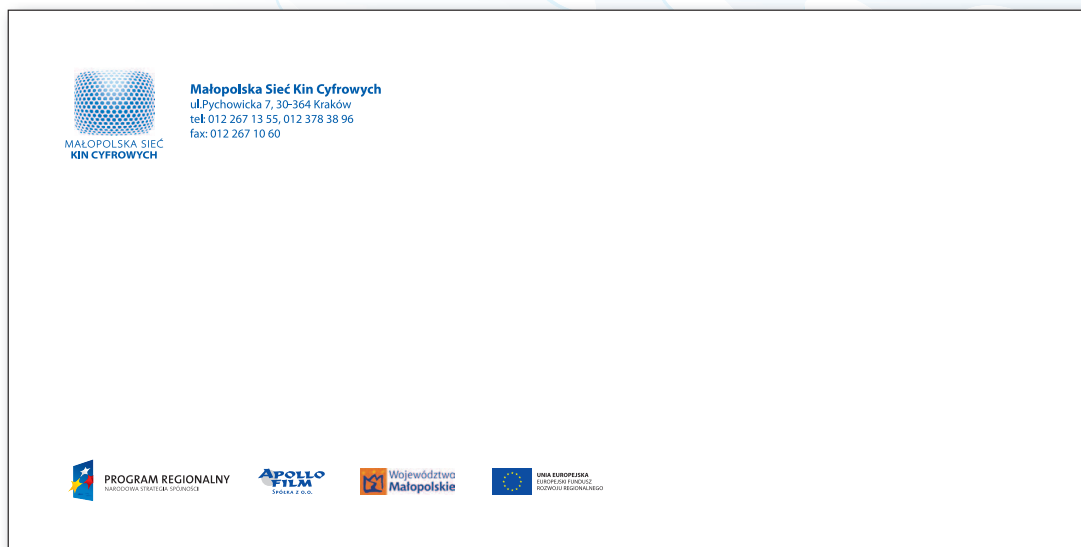 MAŁOPOLSKA SIEĆ
KIN CYFROWYCH
Małopolska Sieć Kin Cyfrowych
ul.Pychowicka 7, 30-364 Kraków
tel: 012 267 13 55, 012 378 38 96
fax: 012 267 10 60
PROGRAM REGIONALNY
NARODOWA STRATEGIA SPÓJNOŚCI
APOLLO
FILM
SPÓŁKA Z O.O.
Województwo
Małopolskie
UNIA EUROPEJSKA
EUROPEJSKI FUNDUSZ
ROZWOJU REGIONALNEGO